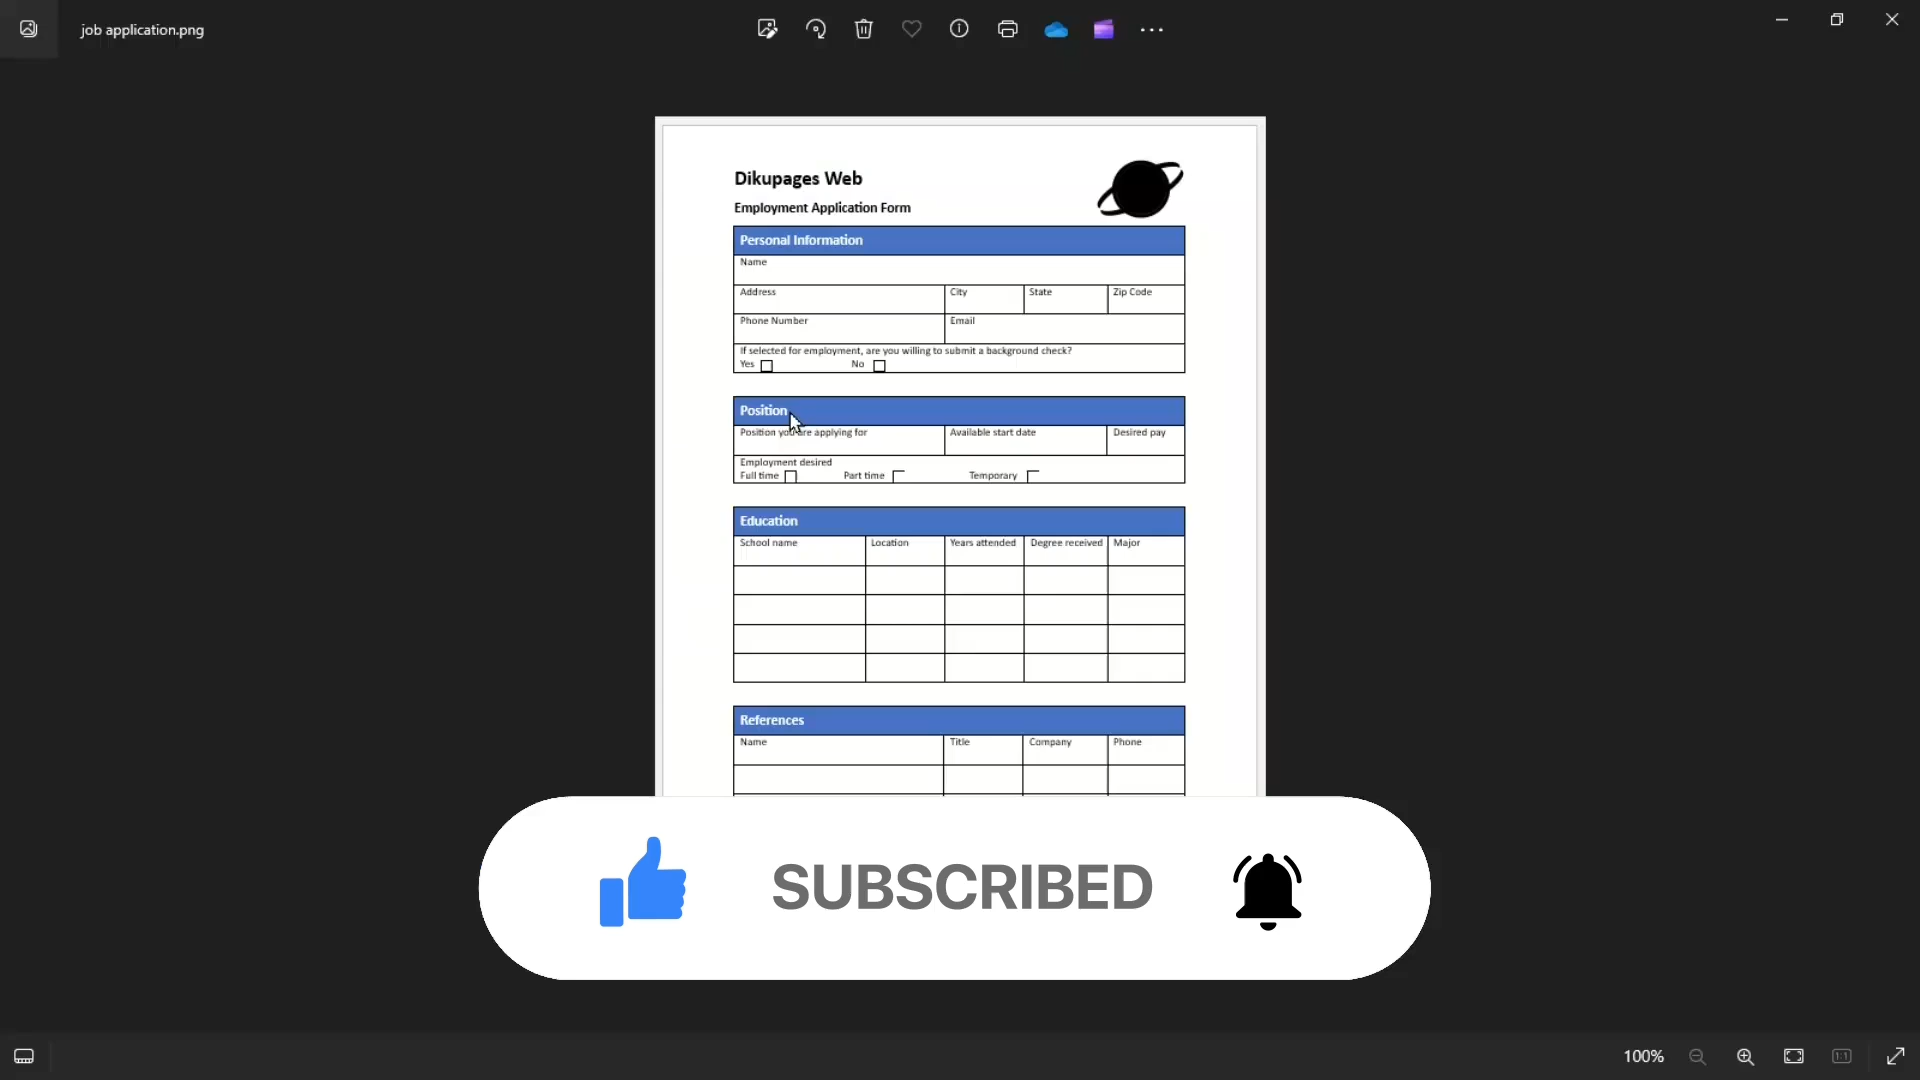 job application.png
Dikupages Web
Employment Application Form
Personal Information
Name
Address City State Zip Code
Phone Number Email
If selected for employment, are you willing to submit a background check?
Yes No
Position
Position you are applying for Available start date Desired pay
Employment desired
Full time Part time Temporary
Education
School name Location Years attended Degree received Major
References
Name Title Company Phone
SUBSCRIBED
100% 1:1